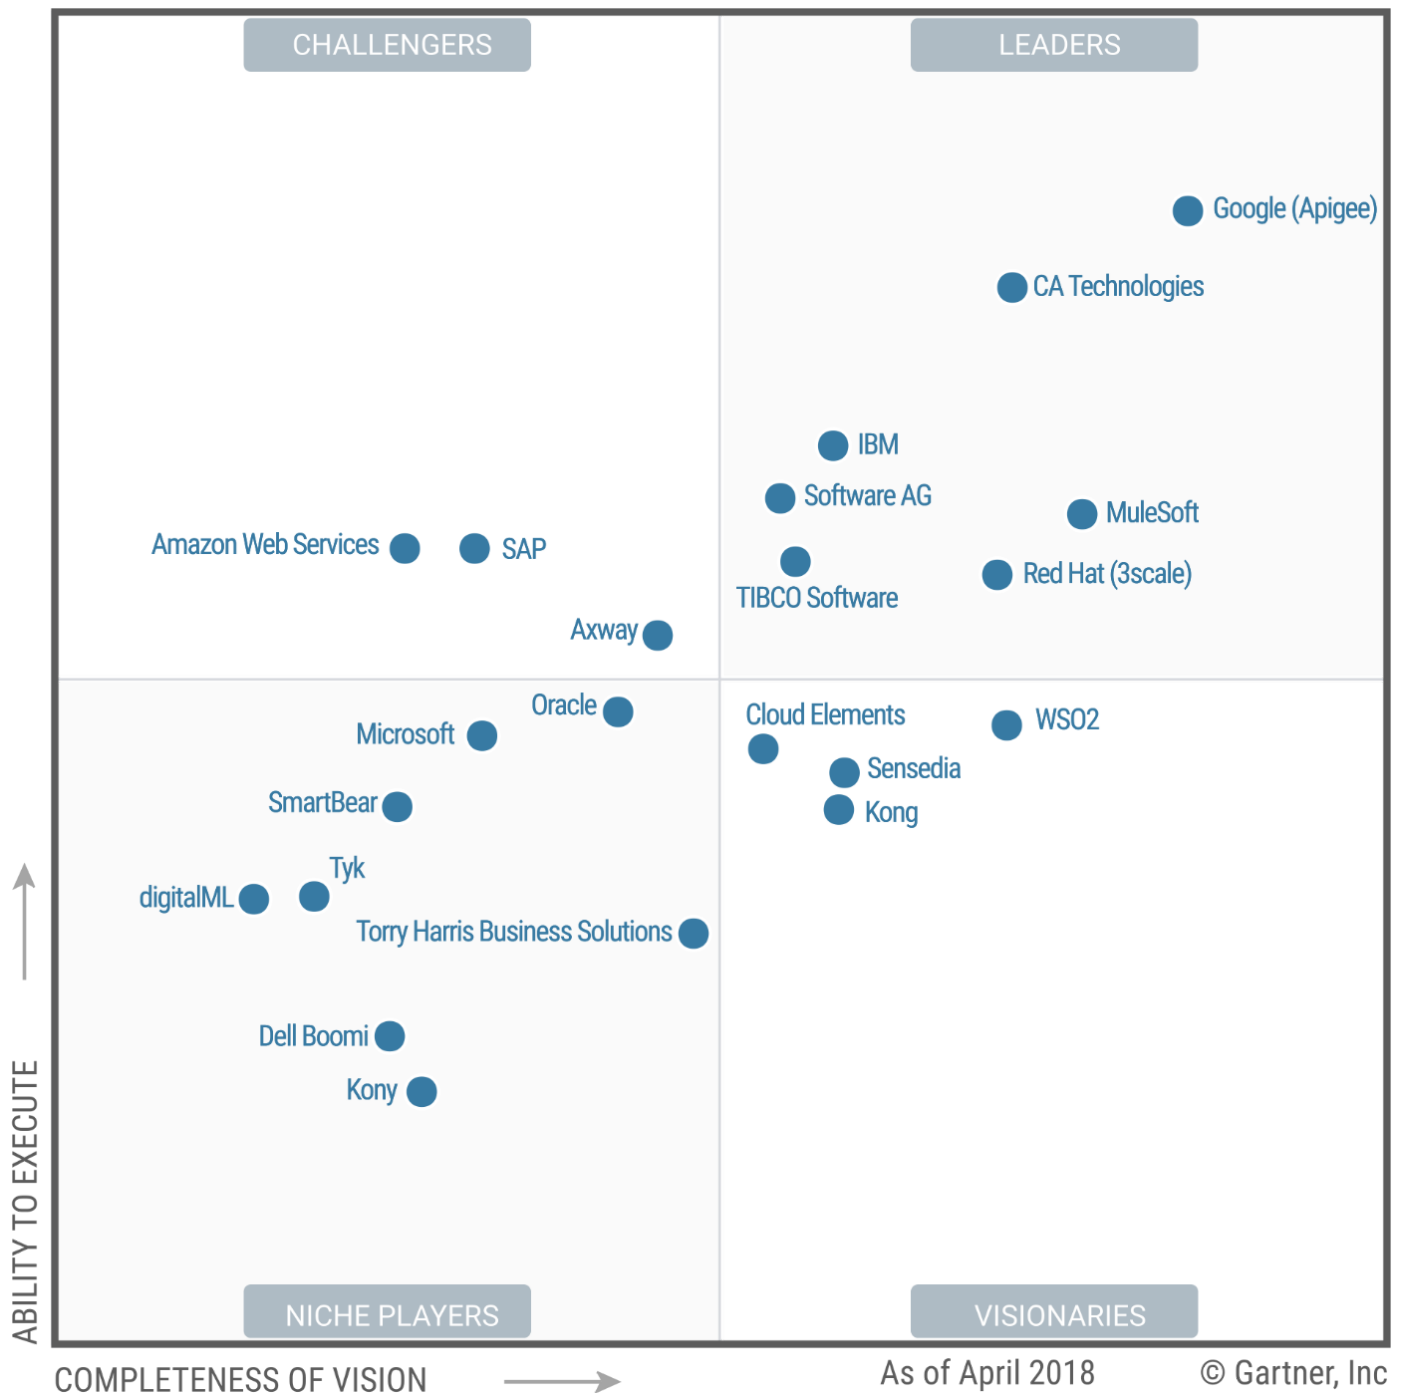 CHALLENGERS
LEADERS
Google (Apigee)
CA Technologies
IBM
Software AG
MuleSoft
Amazon Web Services
SAP
Red Hat (3scale)
TIBCO Software
Axway
Oracle
Cloud Elements
WSO2
Microsoft
Sensedia
SmartBear
Kong
Tyk
digitalML
Torry Harris Business Solutions
Dell Boomi
Kony
ABILITY TO EXECUTE
NICHE PLAYERS
VISIONARIES
COMPLETENESS OF VISION
As of April 2018
© Gartner, Inc